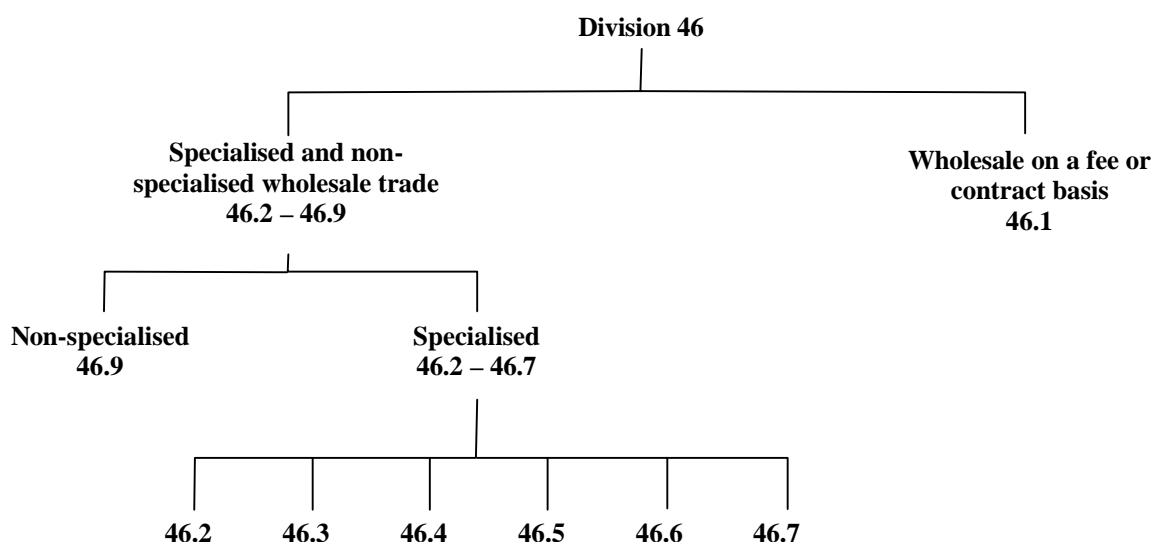 Division 46
Specialised and non-
specialised wholesale trade
46.2 – 46.9
Wholesale on a fee or
contract basis
46.1
Non-specialised
46.9
Specialised
46.2 – 46.7
46.2
46.3
46.4
46.5
46.6
46.7